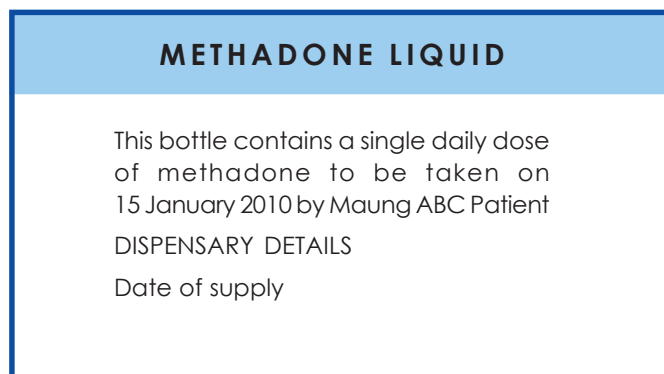 METHADONE LIQUID
This bottle contains a single daily dose
of methadone to be taken on
15 January 2010 by Maung ABC Patient
DISPENSARY DETAILS
Date of supply